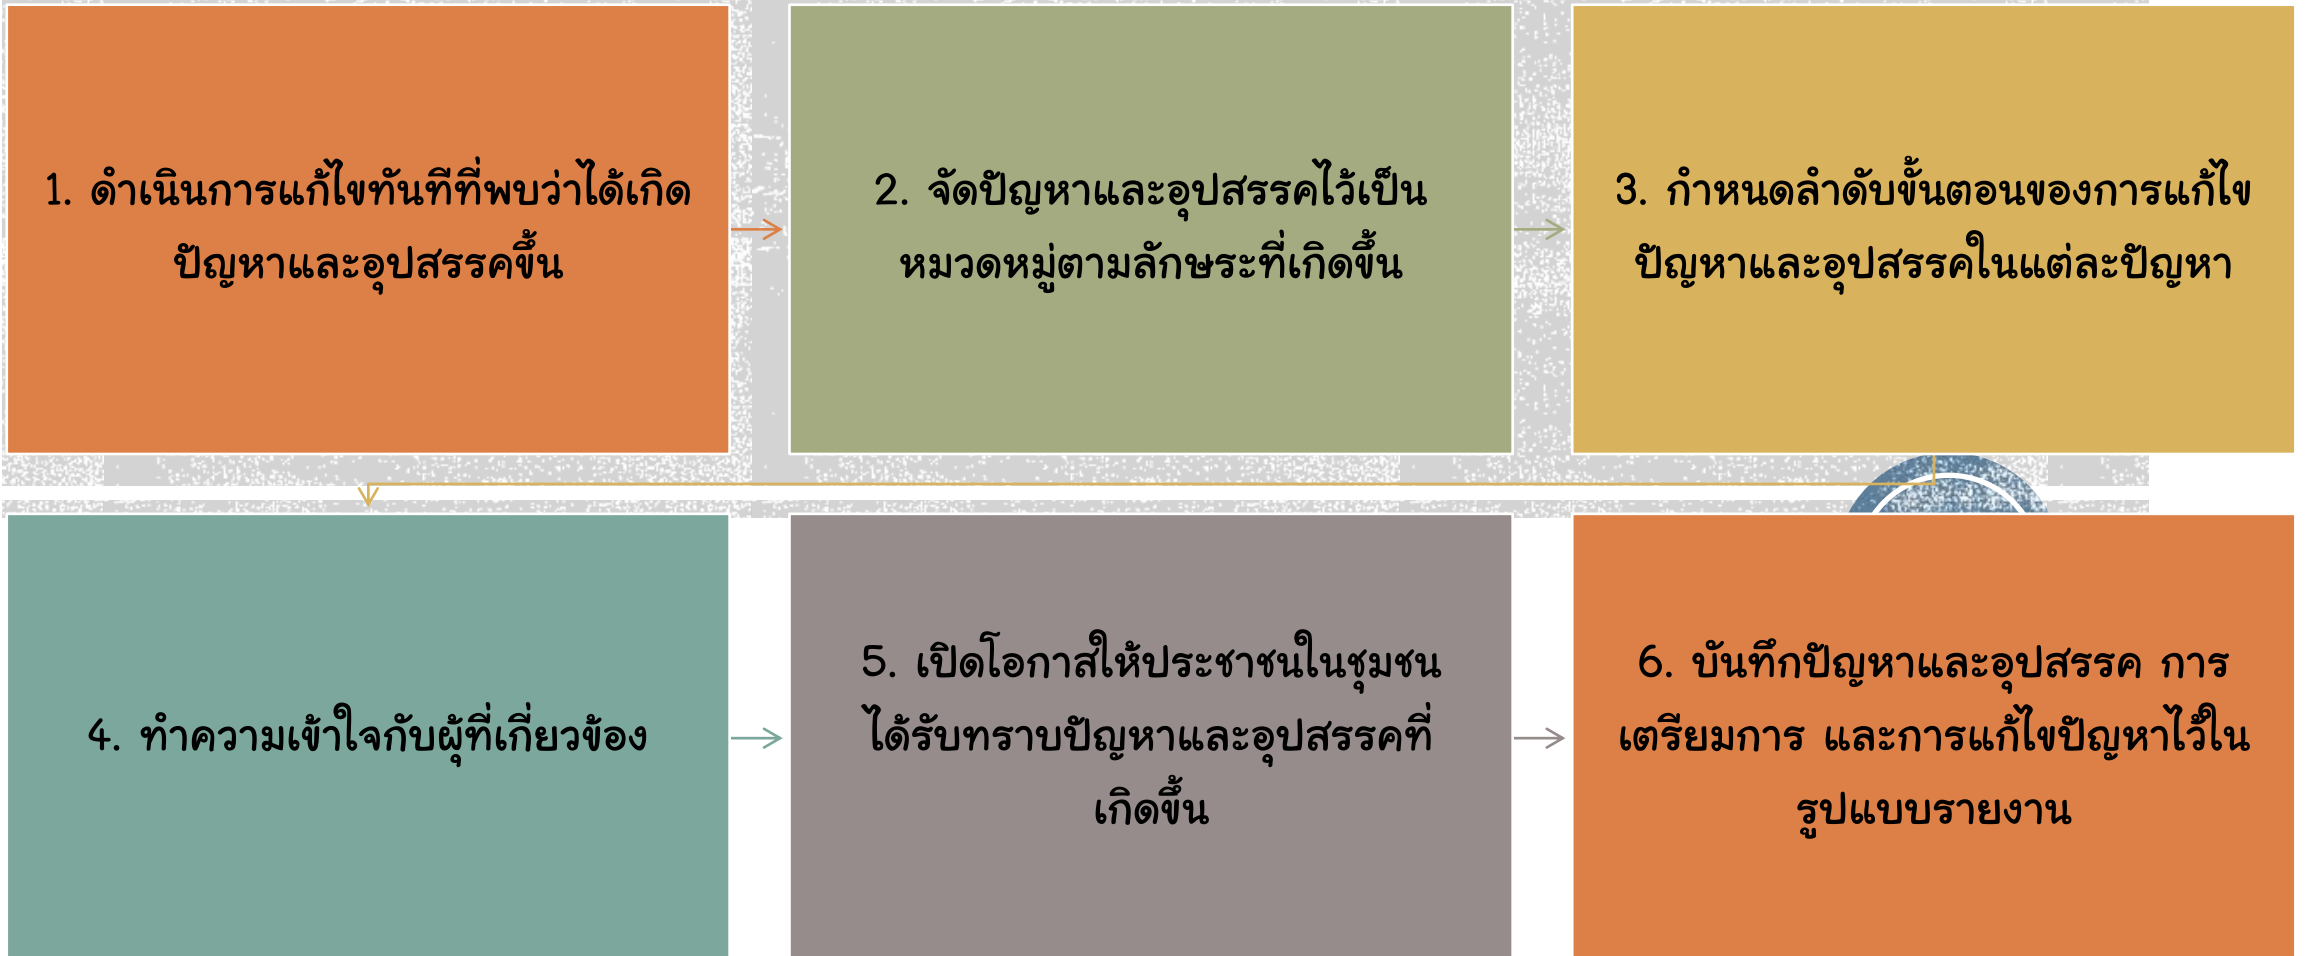 1. ดำเนินการแก้ไขทันทีที่พบว่าได้เกิด
ปัญหาและอุปสรรคขึ้น
2. จัดปัญหาและอุปสรรคไว้เป็น
หมวดหมู่ตามลักษระที่เกิดขึ้น
3. กำหนดลำดับขั้นตอนของการแก้ไข
ปัญหาและอุปสรรคในแต่ละปัญหา
4. ทำความเข้าใจกับผุ้ที่เกี่ยวข้อง
5. เปิดโอกาสให้ประชาชนในชุมชน
ได้รับทราบปัญหาและอุปสรรคที่
เกิดขึ้น
6. บันทึกปัญหาและอุปสรรค การ
เตรียมการ และการแก้ไขปัญหาไว้ใน
รูปแบบรายงาน